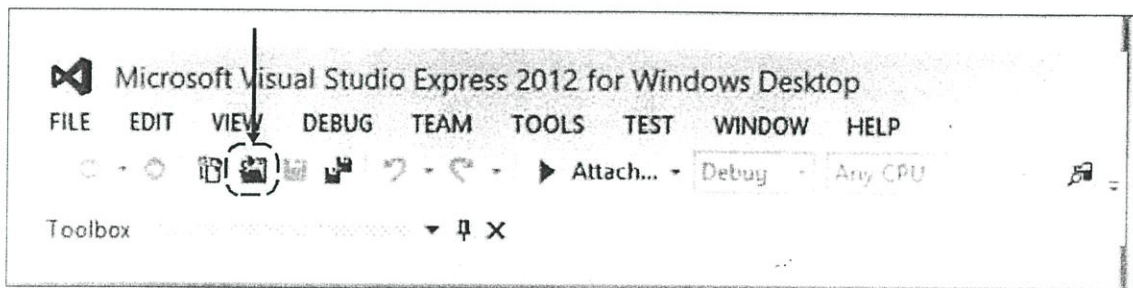 Microsoft Visual Studio Express 2012 for Windows Desktop
FILE EDIT VIEW DEBUG TEAM TOOLS TEST WINDOW HELP
Attach... Debug Any CPU
Toolbox